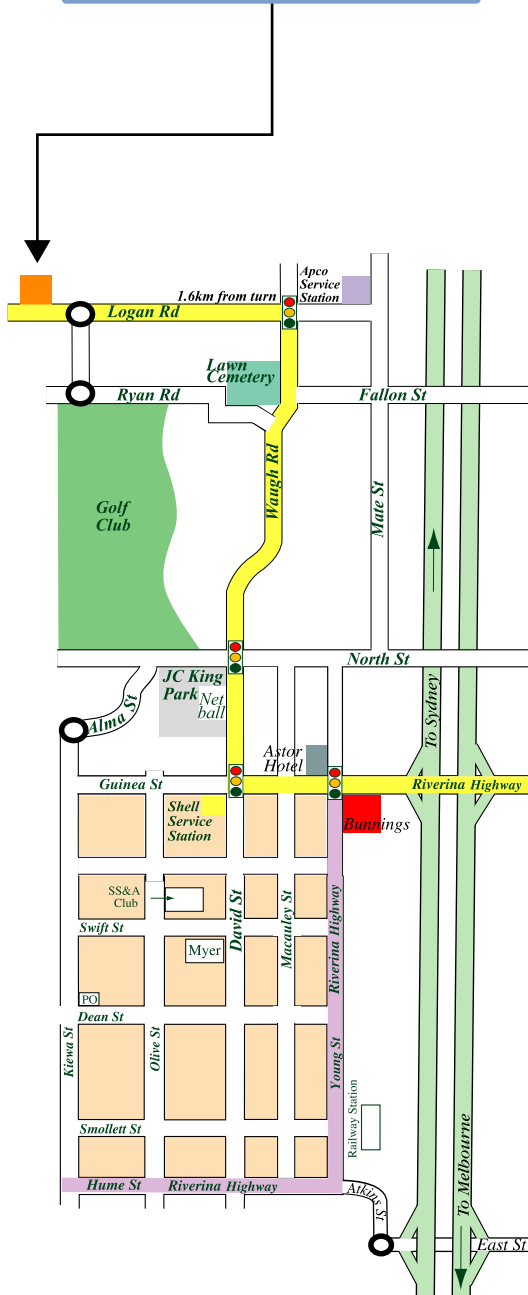 Apco
Service
Station
1.6km from turn
Logan Rd
Lawn
Cemetery
Ryan Rd
Fallon St
Waugh Rd
Mate St
Golf
Club
North St
JC King
Park
Net
ball
Alma St
To Sydney
Astor
Hotel
Guinea St
Riverina Highway
Shell
Service
Station
Bunnings
SS&A
Club
David St
Macauley St
Riverina Highway
Swift St
Myer
PO
Dean St
Kiewa St
Olive St
Young St
Railway Station
Smollett St
To Melbourne
Hume St
Riverina Highway
Atkins St
East St